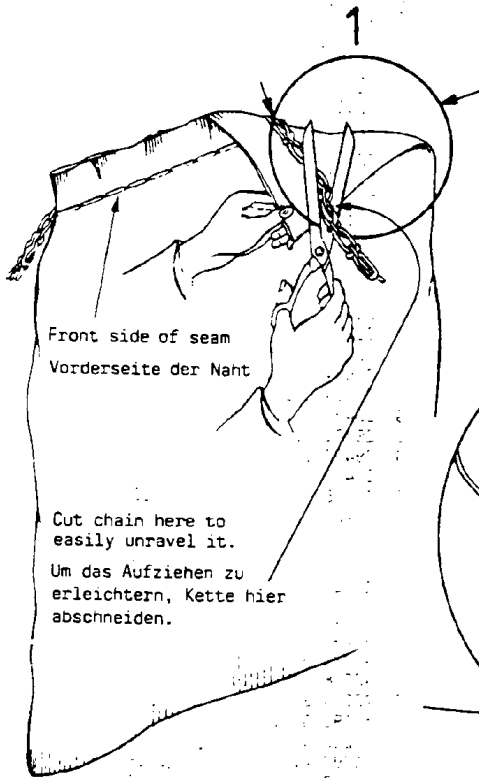 1
Front side of seam
Vorderseite der Naht
Cut chain here to
easily unravel it.
Um das Aufziehen zu
erleichtern, Kette hier
abschneiden.